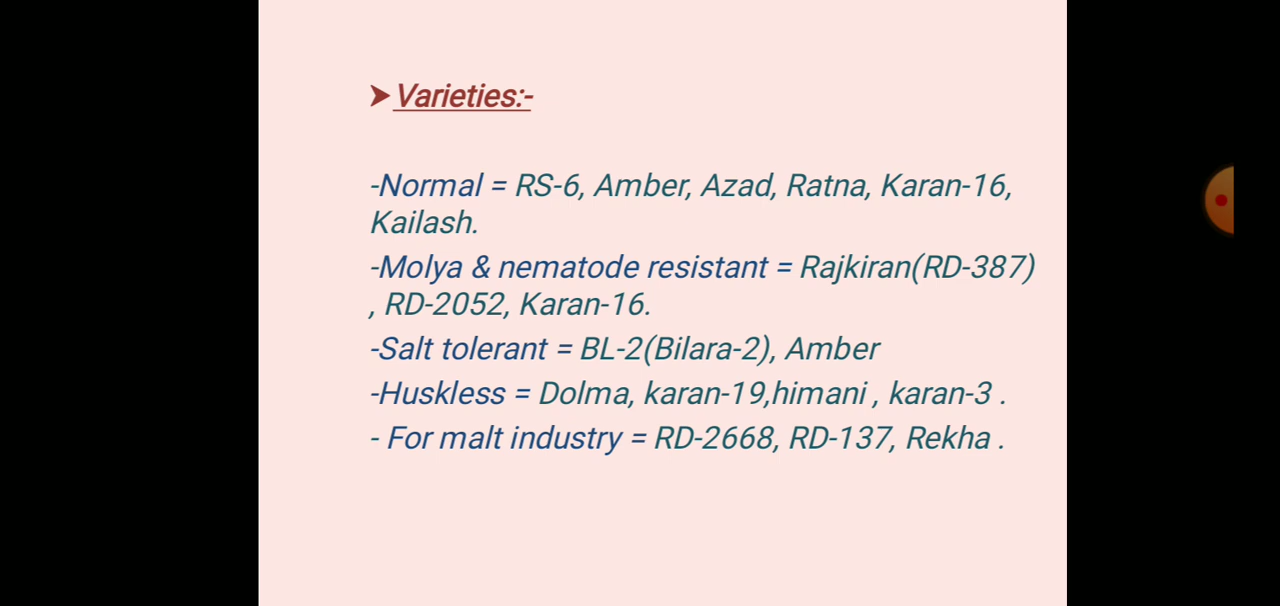 ➤Varieties:-
-Normal = RS-6, Amber, Azad, Ratna, Karan-16,
Kailash.
-Molya & nematode resistant = Rajkiran(RD-387)
, RD-2052, Karan-16.
-Salt tolerant = BL-2(Bilara-2), Amber
-Huskless = Dolma, karan-19,himani , karan-3 .
- For malt industry = RD-2668, RD-137, Rekha .